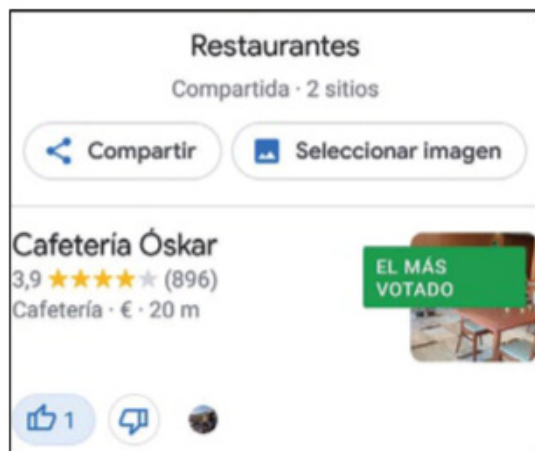 Restaurantes
Compartida · 2 sitios
Compartir
Seleccionar imagen
Cafetería Óskar
3,9 (896)
Cafetería · € · 20 m
EL MÁS
VOTADO
1